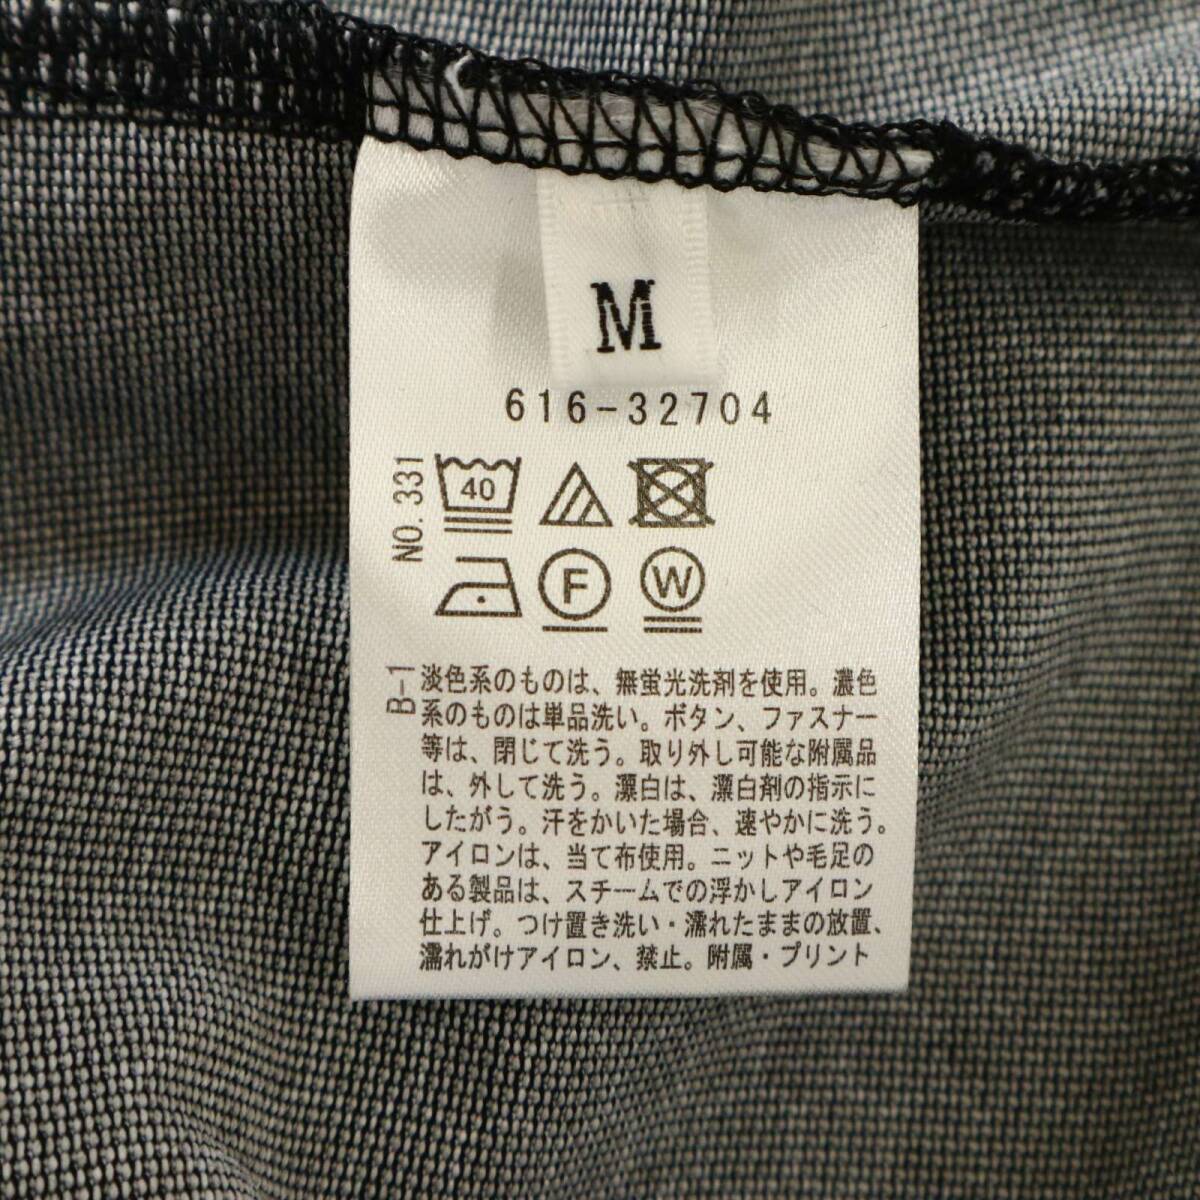 M
616-32704
NO.331
40
F
W
B-1
淡色系のものは、無蛍光洗剤を使用。濃色
系のものは単品洗い。ボタン、ファスナー
等は、閉じて洗う。取り外し可能な附属品
は、外して洗う。漂白は、漂白剤の指示に
したがう。汗をかいた場合、速やかに洗う。
アイロンは、当て布使用。ニットや毛足の
ある製品は、スチームでの浮かしアイロン
仕上げ。つけ置き洗い・濡れたままの放置、
濡れがけアイロン、禁止。附属・プリント